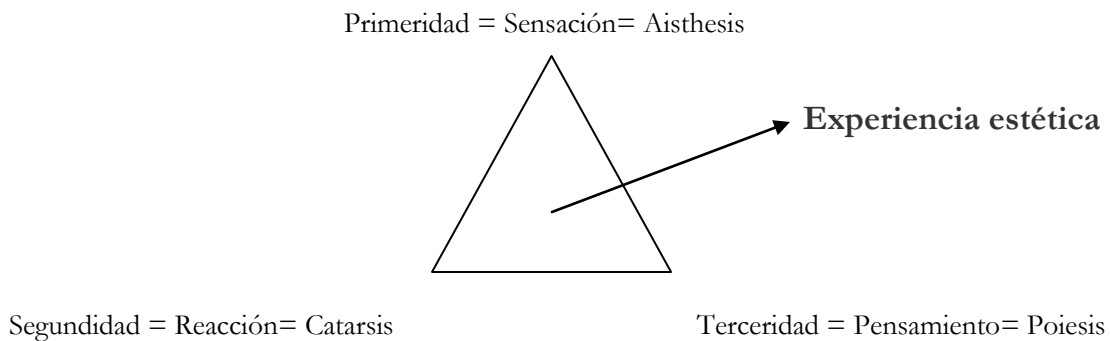 Primeridad = Sensación= Aisthesis
Experiencia estética
Segundidad = Reacción= Catarsis
Terceridad = Pensamiento= Poiesis